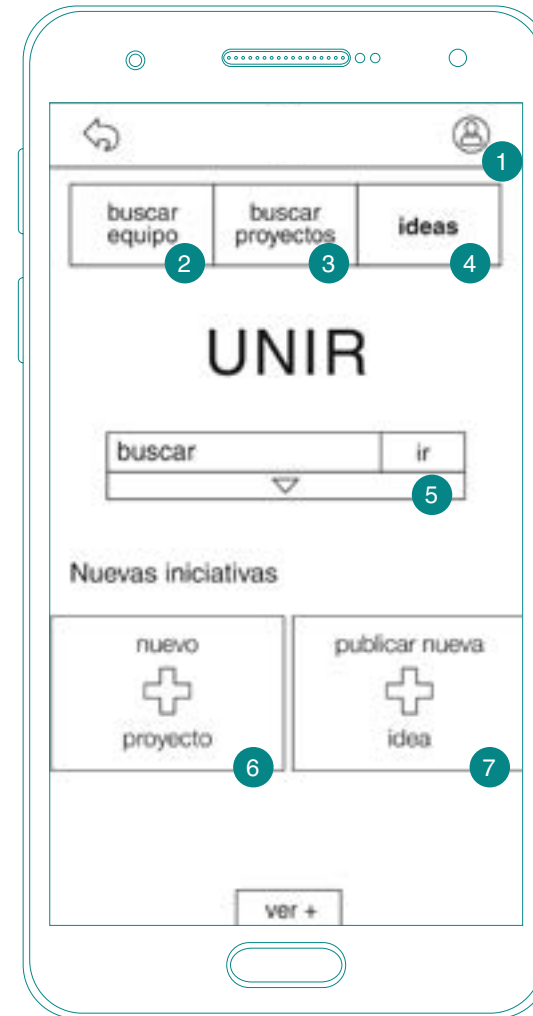 1
buscar equipo
2
buscar proyectos
3
ideas
4
UNIR
buscar
ir
5
Nuevas iniciativas
nuevo
proyecto
6
publicar nueva
idea
7
ver +